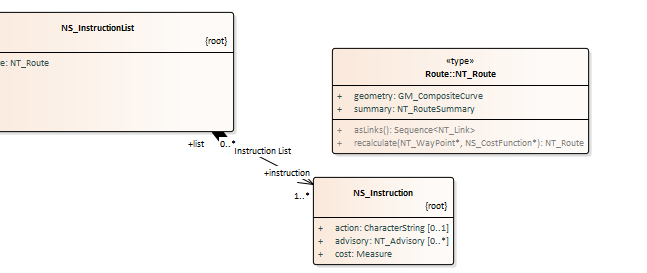 NS_InstructionList
{root}
e: NT_Route
«type»
Route::NT_Route
+ geometry: GM_CompositeCurve
+ summary: NT_RouteSummary
+ asLinks(): Sequence<NT_Link>
+ recalculate(NT_WayPoint*, NS_CostFunction*): NT_Route
+list 0..*
Instruction List
+instruction
1..*
NS_Instruction
{root}
+ action: CharacterString [0..1]
+ advisory: NT_Advisory [0..*]
+ cost: Measure